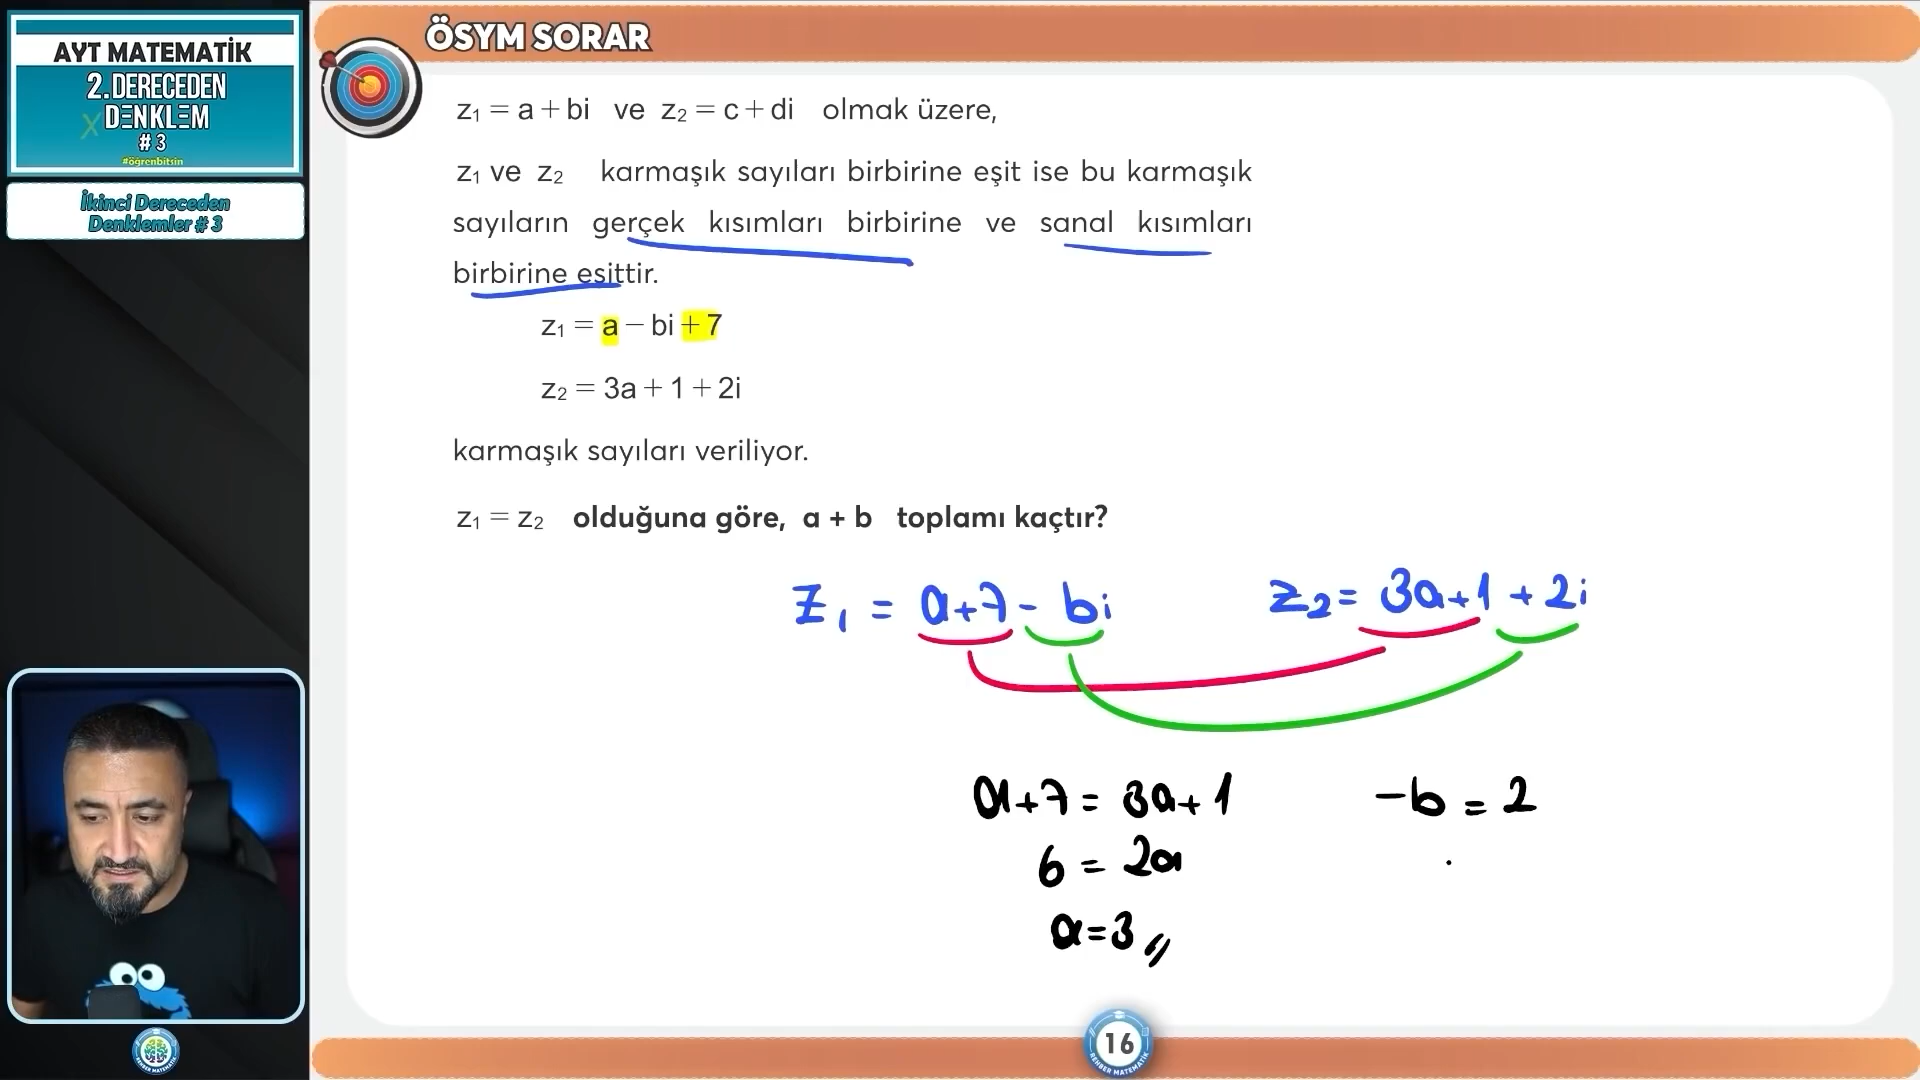 AYT MATEMATİK
2.DERECEDEN
DENKLEM
X
# 3
#öğrenbitsin
İkinci Dereceden
Denklemler # 3
ÖSYM SORAR
z₁ = a + bi ve z₂ = c + di olmak üzere,
z₁ ve z₂ karmaşık sayıları birbirine eşit ise bu karmaşık
sayıların gerçek kısımları birbirine ve sanal kısımları
birbirine eşittir.
z₁ = a − bi + 7
z₂ = 3a + 1 + 2i
karmaşık sayıları veriliyor.
z₁ = z₂ olduğuna göre, a + b toplamı kaçtır?
Z₁ = a+7 - bi
Z₂ = 3a+1 + 2i
a+7 = 3a+1
-b = 2
6 = 2a
a=3
16
REHBER MATEMATİK